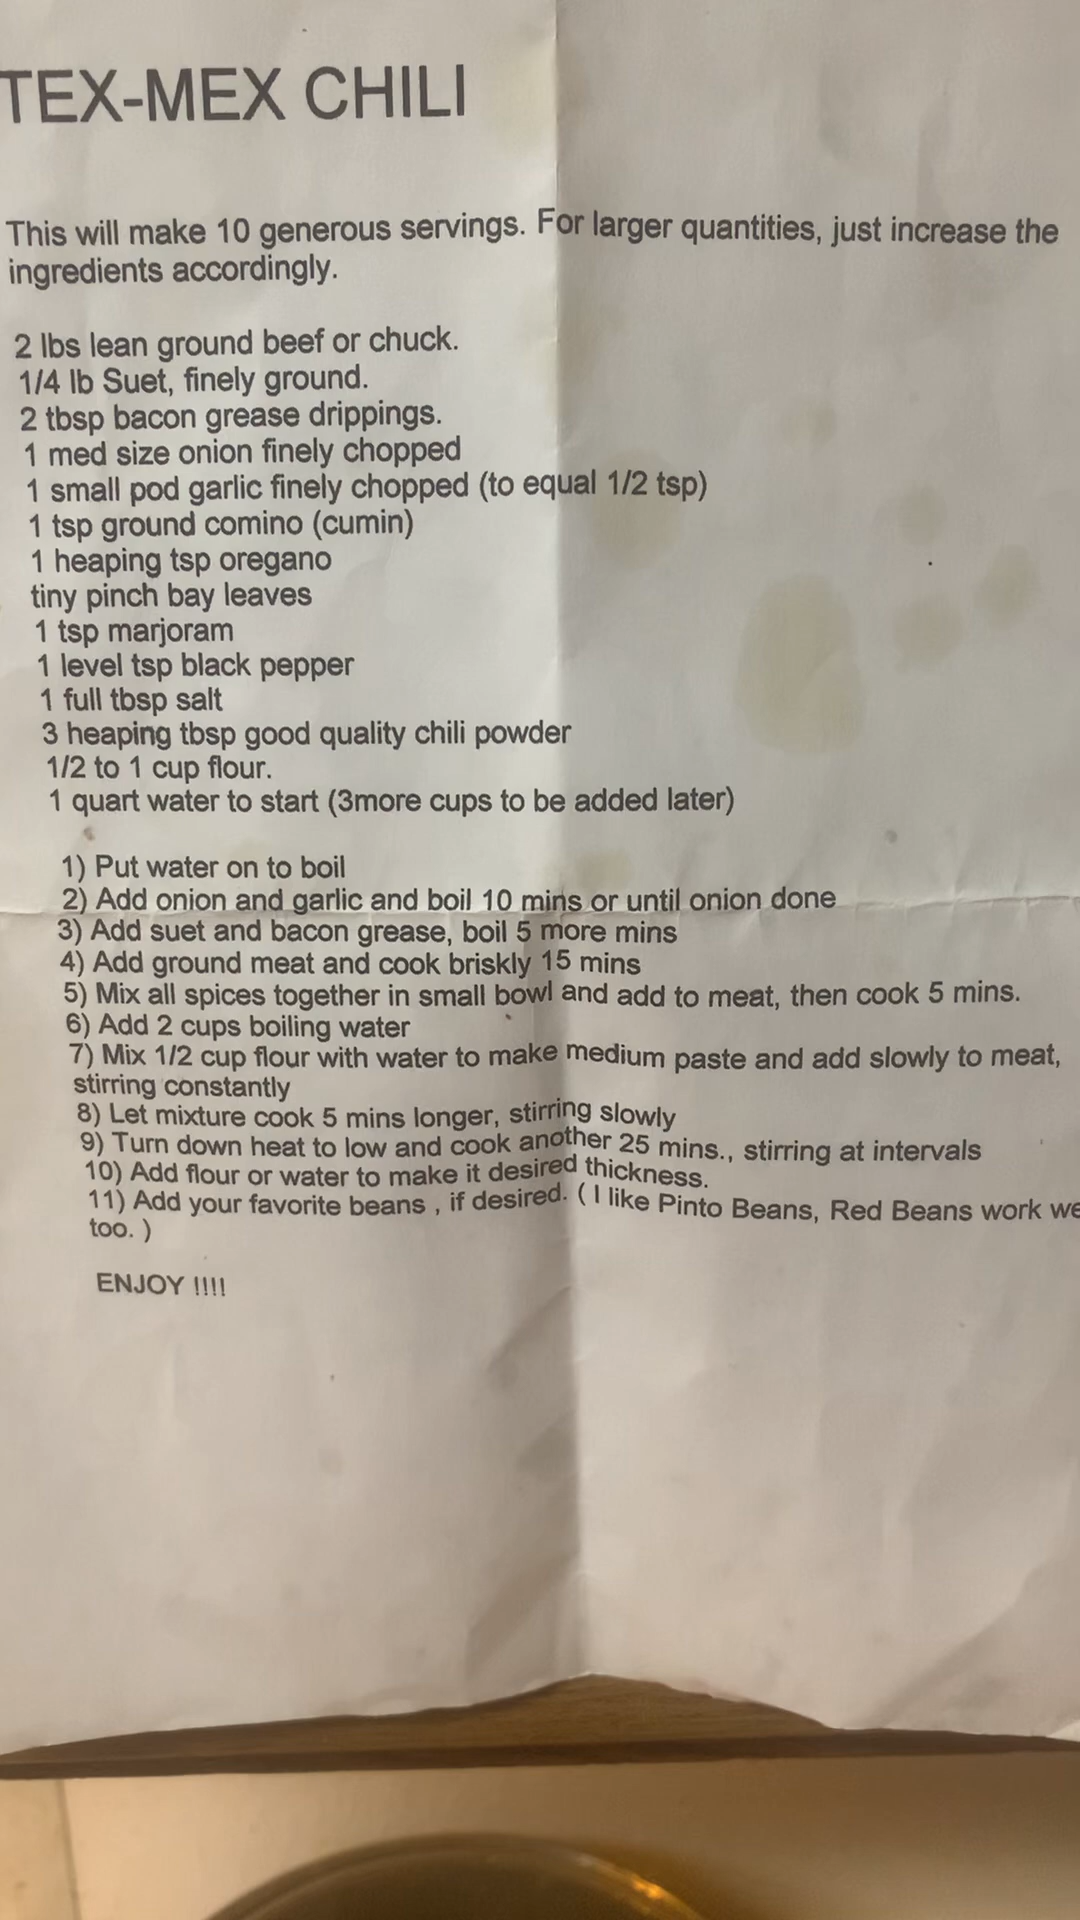 TEX-MEX CHILI
This will make 10 generous servings. For larger quantities, just increase the
ingredients accordingly.
2 lbs lean ground beef or chuck.
1/4 lb Suet, finely ground.
2 tbsp bacon grease drippings.
1 med size onion finely chopped
1 small pod garlic finely chopped (to equal 1/2 tsp)
1 tsp ground comino (cumin)
1 heaping tsp oregano
tiny pinch bay leaves
1 tsp marjoram
1 level tsp black pepper
1 full tbsp salt
3 heaping tbsp good quality chili powder
1/2 to 1 cup flour.
1 quart water to start (3more cups to be added later)
1) Put water on to boil
2) Add onion and garlic and boil 10 mins or until onion done
3) Add suet and bacon grease, boil 5 more mins
4) Add ground meat and cook briskly 15 mins
5) Mix all spices together in small bowl and add to meat, then cook 5 mins.
6) Add 2 cups boiling water
7) Mix 1/2 cup flour with water to make medium paste and add slowly to meat,
stirring constantly
8) Let mixture cook 5 mins longer, stirring slowly
9) Turn down heat to low and cook another 25 mins., stirring at intervals
10) Add flour or water to make it desired thickness.
11) Add your favorite beans , if desired. ( I like Pinto Beans, Red Beans work we
too. )
ENJOY !!!!